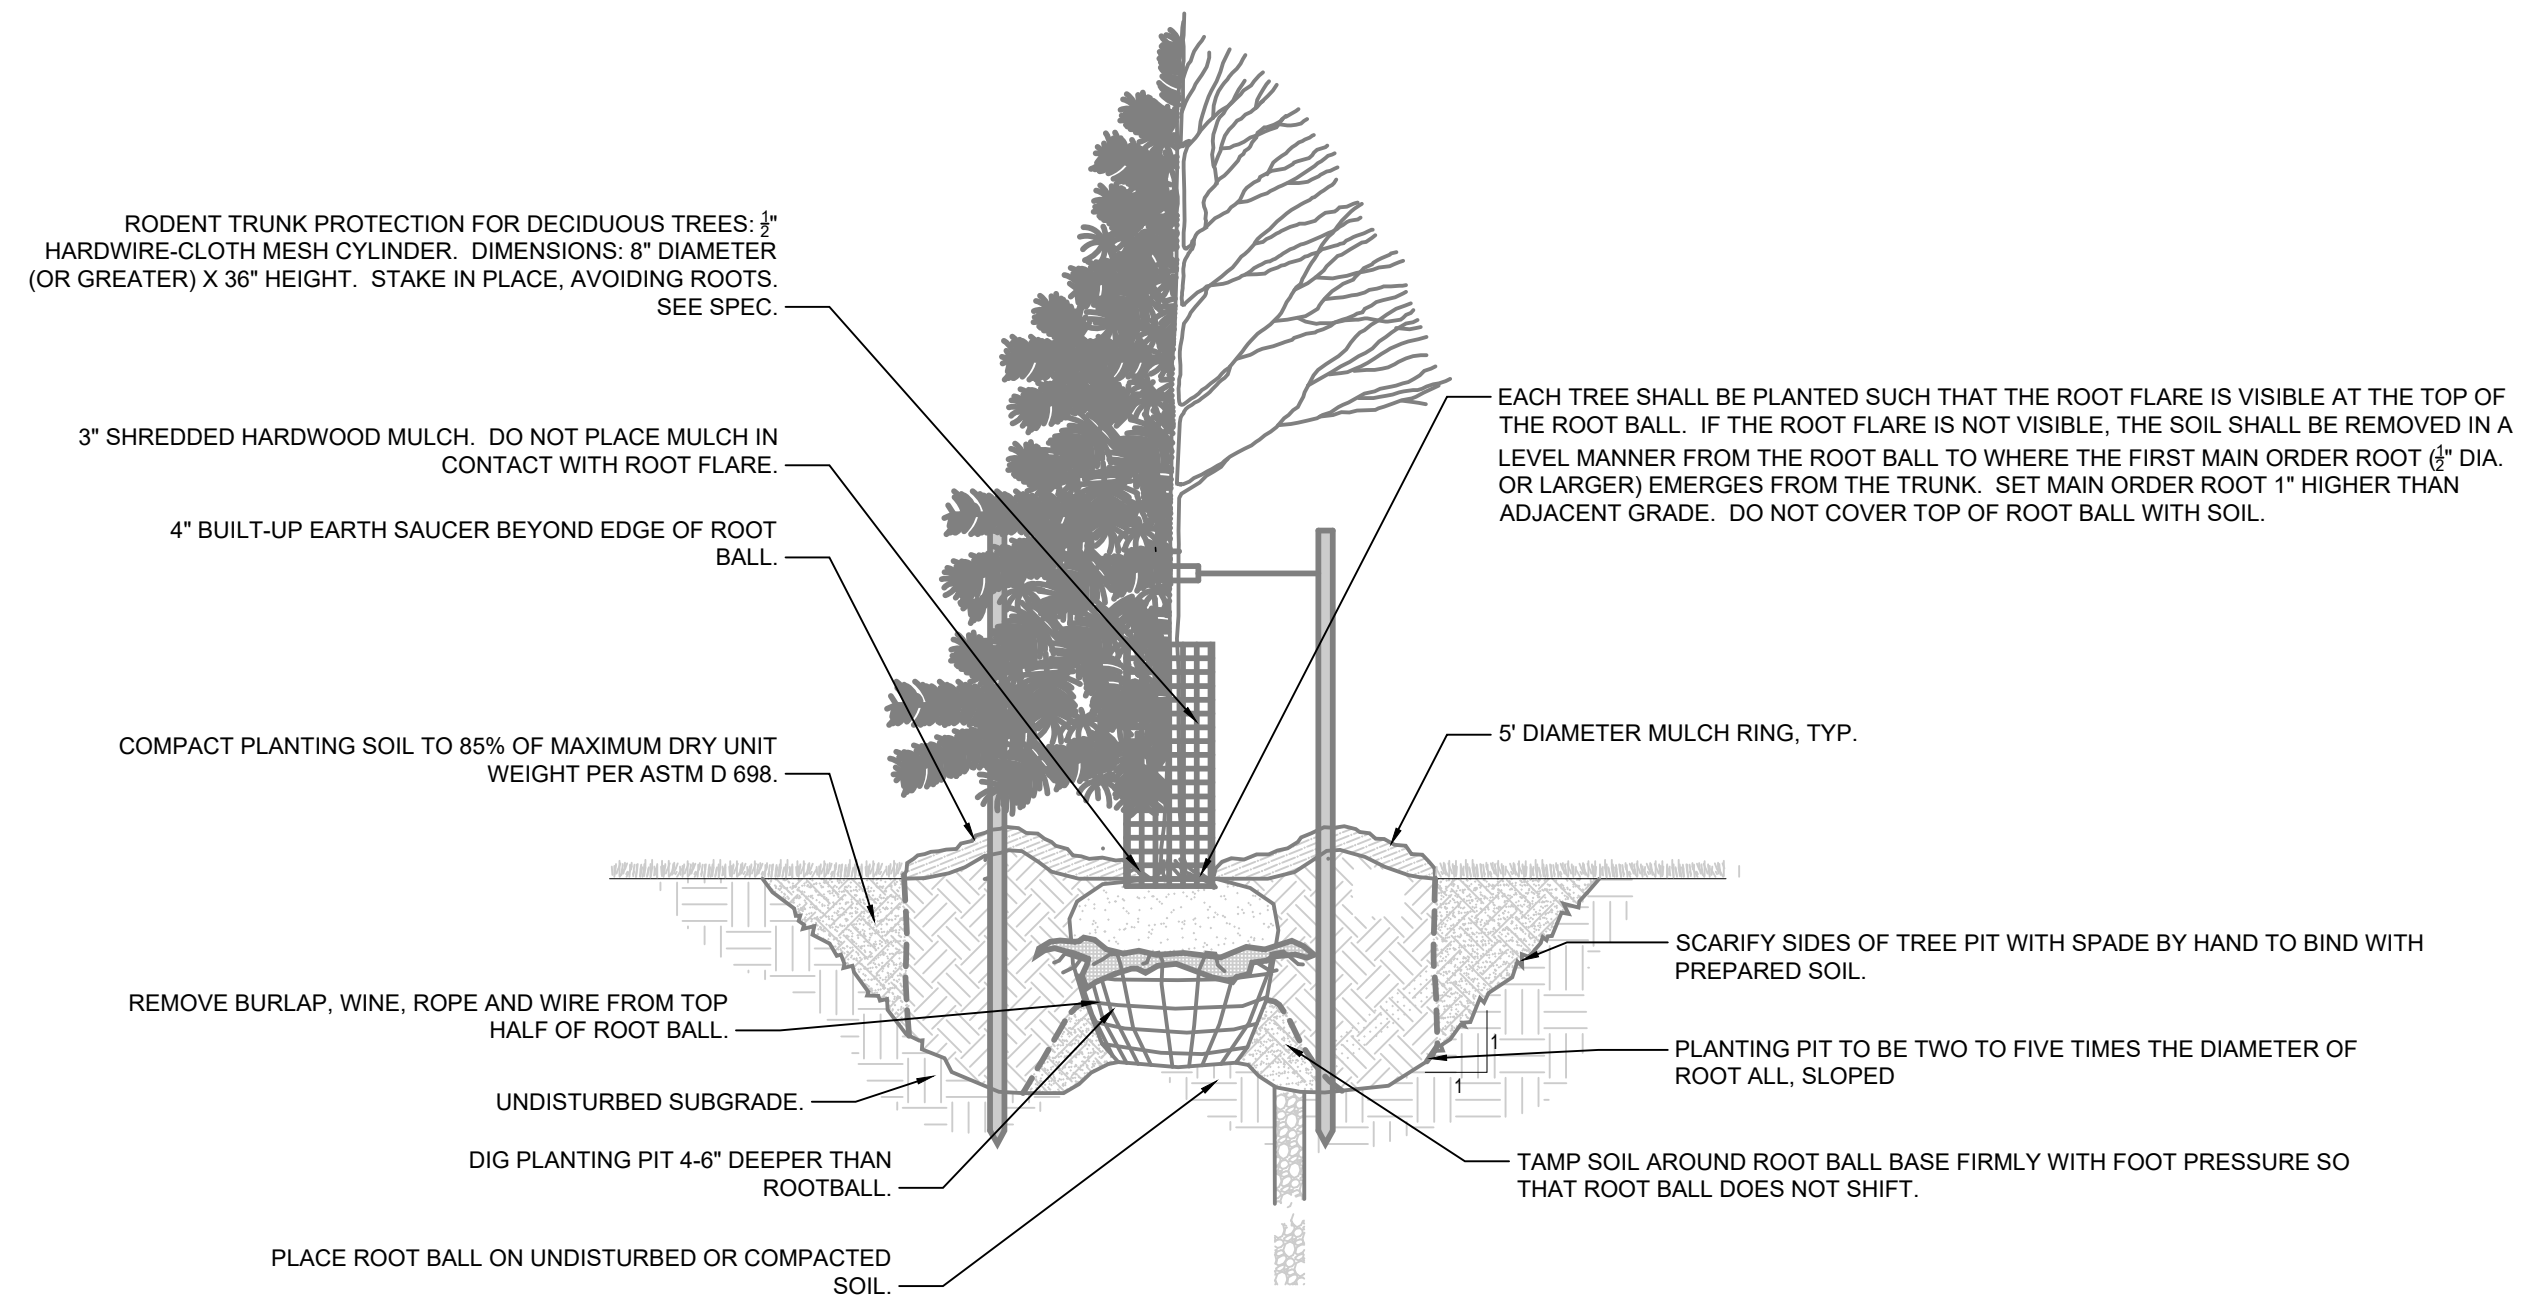 RODENT TRUNK PROTECTION FOR DECIDUOUS TREES: ½"
HARDWIRE-CLOTH MESH CYLINDER. DIMENSIONS: 8" DIAMETER
(OR GREATER) X 36" HEIGHT. STAKE IN PLACE, AVOIDING ROOTS.
SEE SPEC.
3" SHREDDED HARDWOOD MULCH. DO NOT PLACE MULCH IN
CONTACT WITH ROOT FLARE.
4" BUILT-UP EARTH SAUCER BEYOND EDGE OF ROOT
BALL.
COMPACT PLANTING SOIL TO 85% OF MAXIMUM DRY UNIT
WEIGHT PER ASTM D 698.
REMOVE BURLAP, WINE, ROPE AND WIRE FROM TOP
HALF OF ROOT BALL.
UNDISTURBED SUBGRADE.
DIG PLANTING PIT 4-6" DEEPER THAN
ROOTBALL.
PLACE ROOT BALL ON UNDISTURBED OR COMPACTED
SOIL.
EACH TREE SHALL BE PLANTED SUCH THAT THE ROOT FLARE IS VISIBLE AT THE TOP OF
THE ROOT BALL. IF THE ROOT FLARE IS NOT VISIBLE, THE SOIL SHALL BE REMOVED IN A
LEVEL MANNER FROM THE ROOT BALL TO WHERE THE FIRST MAIN ORDER ROOT (½" DIA.
OR LARGER) EMERGES FROM THE TRUNK. SET MAIN ORDER ROOT 1" HIGHER THAN
ADJACENT GRADE. DO NOT COVER TOP OF ROOT BALL WITH SOIL.
5' DIAMETER MULCH RING, TYP.
SCARIFY SIDES OF TREE PIT WITH SPADE BY HAND TO BIND WITH
PREPARED SOIL.
1
1
PLANTING PIT TO BE TWO TO FIVE TIMES THE DIAMETER OF
ROOT ALL, SLOPED
TAMP SOIL AROUND ROOT BALL BASE FIRMLY WITH FOOT PRESSURE SO
THAT ROOT BALL DOES NOT SHIFT.